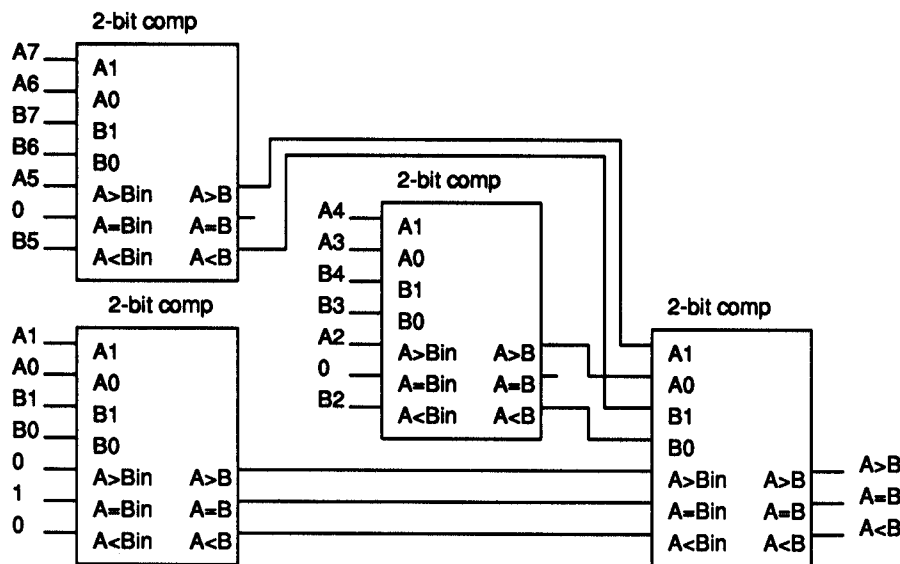 2-bit comp
A7
A6
B7
B6
A5
0
B5
A1
A0
B1
B0
A>Bin A>B
A=Bin A=B
A<Bin A<B
2-bit comp
A4
A3
B4
B3
A2
0
B2
A1
A0
B1
B0
A>Bin A>B
A=Bin A=B
A<Bin A<B
2-bit comp
A1
A0
B1
B0
0
1
0
A1
A0
B1
B0
A>Bin A>B
A=Bin A=B
A<Bin A<B
2-bit comp
A1
A0
B1
B0
A>Bin A>B
A=Bin A=B
A<Bin A<B
A>B
A=B
A<B